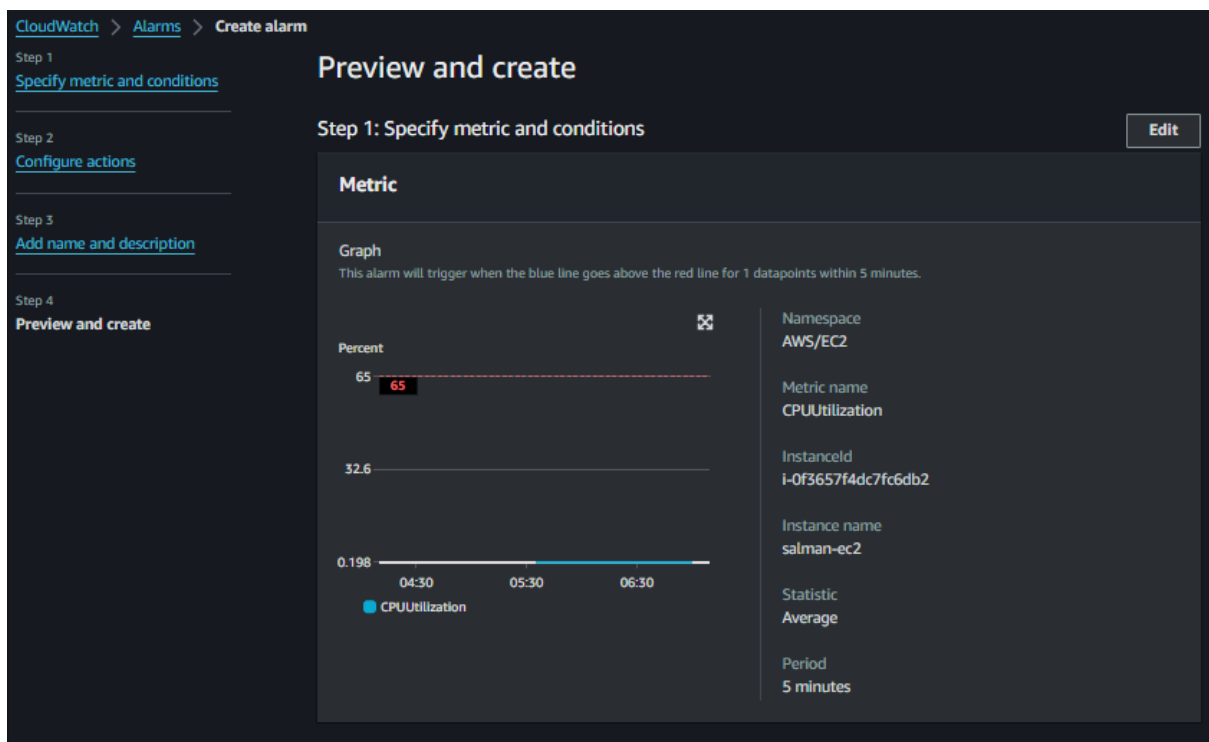 CloudWatch > Alarms > Create alarm
Step 1
Specify metric and conditions
Step 2
Configure actions
Step 3
Add name and description
Step 4
Preview and create
Preview and create
Step 1: Specify metric and conditions
Edit
Metric
Graph
This alarm will trigger when the blue line goes above the red line for 1 datapoints within 5 minutes.
Percent
65
65
32.6
0.198
04:30 05:30 06:30
CPUUtilization
Namespace
AWS/EC2
Metric name
CPUUtilization
InstanceId
i-0f3657f4dc7fc6db2
Instance name
salman-ec2
Statistic
Average
Period
5 minutes